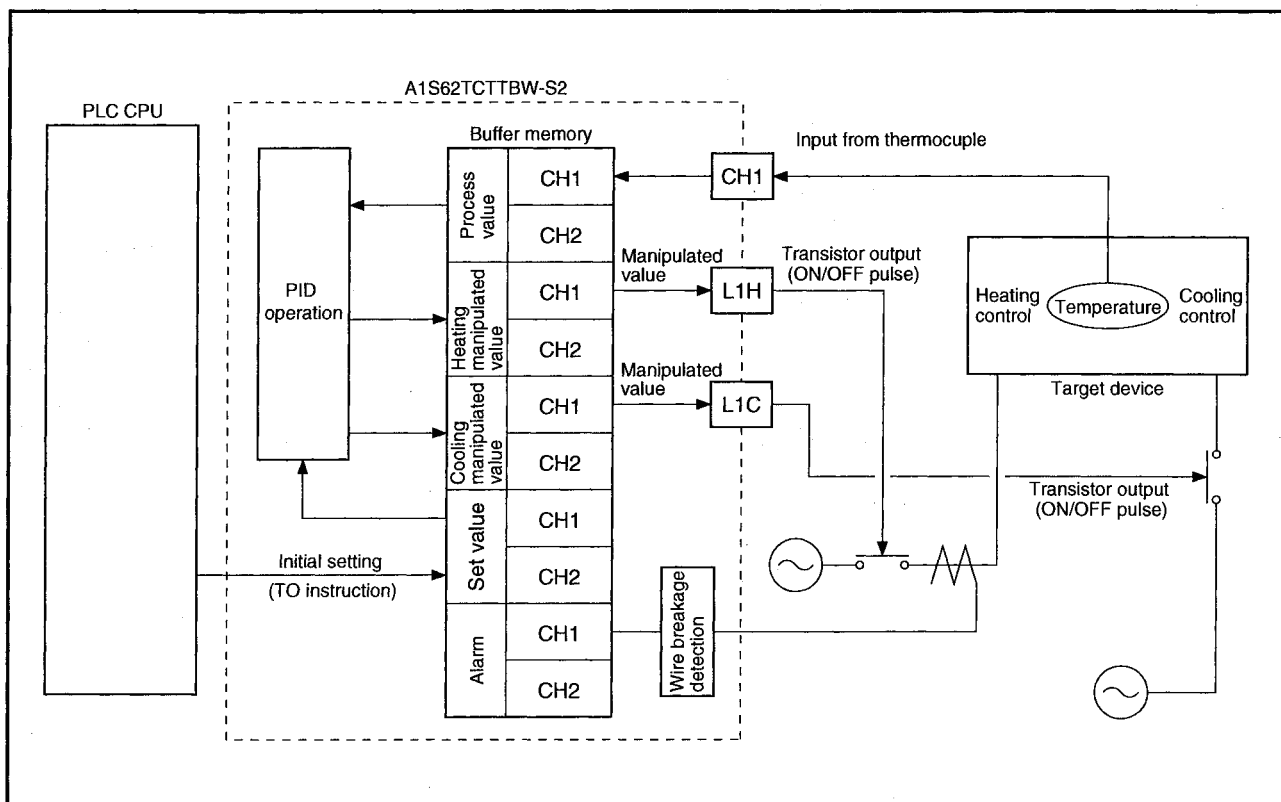 A1S62TCTTBW-S2
PLC CPU
Buffer memory
PID
operation
Process
value
CH1
CH2
Heating
manipulated
value
CH1
CH2
Cooling
manipulated
value
CH1
CH2
Set value
CH1
CH2
Alarm
CH1
CH2
Initial setting
(TO instruction)
Wire breakage
detection
Manipulated
value
Manipulated
value
CH1
L1H
L1C
Input from thermocuple
Transistor output
(ON/OFF pulse)
Heating
control
Temperature
Cooling
control
Target device
Transistor output
(ON/OFF pulse)